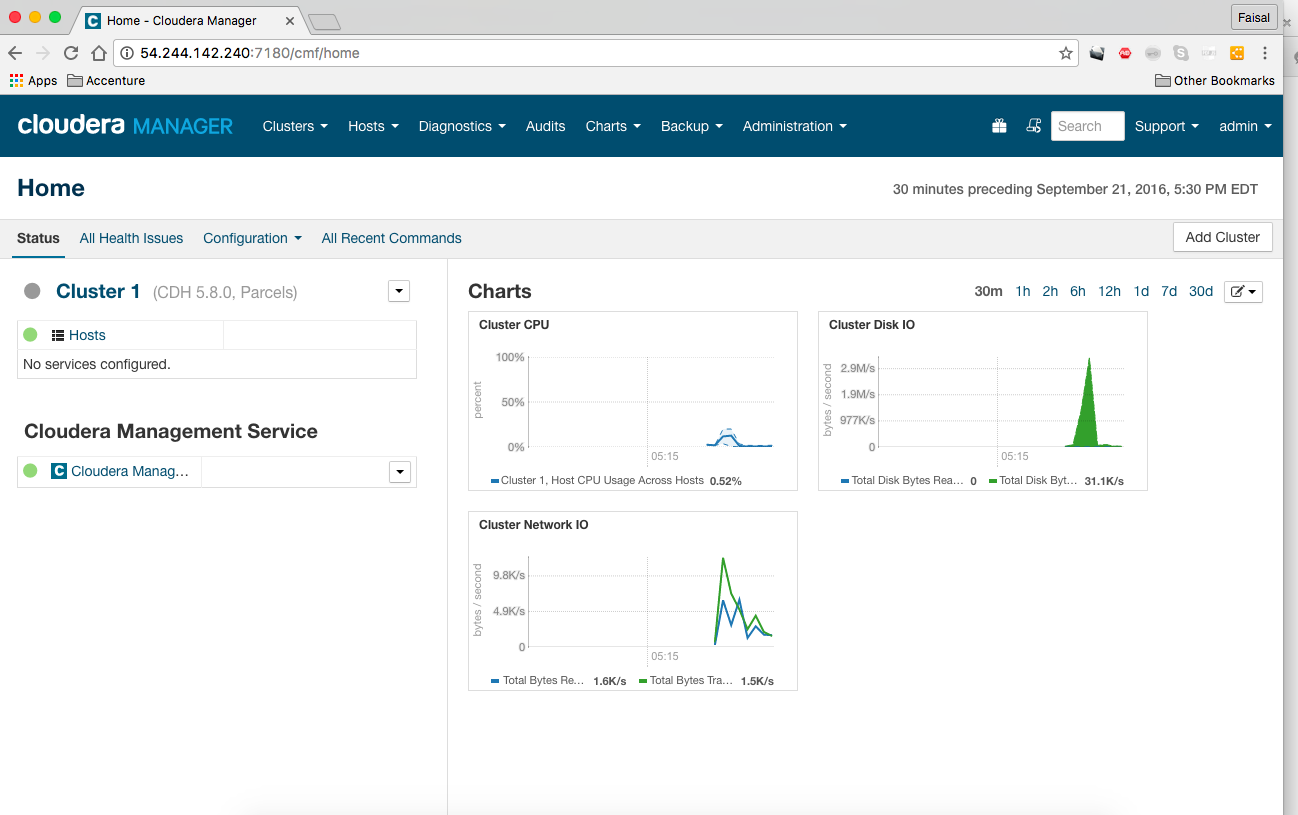 Home - Cloudera Manager
Faisal
54.244.142.240:7180/cmf/home
Apps Accenture Other Bookmarks
cloudera MANAGER Clusters Hosts Diagnostics Audits Charts Backup Administration Search Support admin
Home
30 minutes preceding September 21, 2016, 5:30 PM EDT
Status All Health Issues Configuration All Recent Commands Add Cluster
Cluster 1 (CDH 5.8.0, Parcels)
Hosts
No services configured.
Cloudera Management Service
Cloudera Manag...
Charts 30m 1h 2h 6h 12h 1d 7d 30d
Cluster CPU
percent
100%
50%
0%
05:15
Cluster 1, Host CPU Usage Across Hosts 0.52%
Cluster Disk IO
bytes / second
2.9M/s
1.9M/s
977K/s
0
05:15
Total Disk Bytes Rea... 0 Total Disk Byt... 31.1K/s
Cluster Network IO
bytes / second
9.8K/s
4.9K/s
0
05:15
Total Bytes Re... 1.6K/s Total Bytes Tra... 1.5K/s